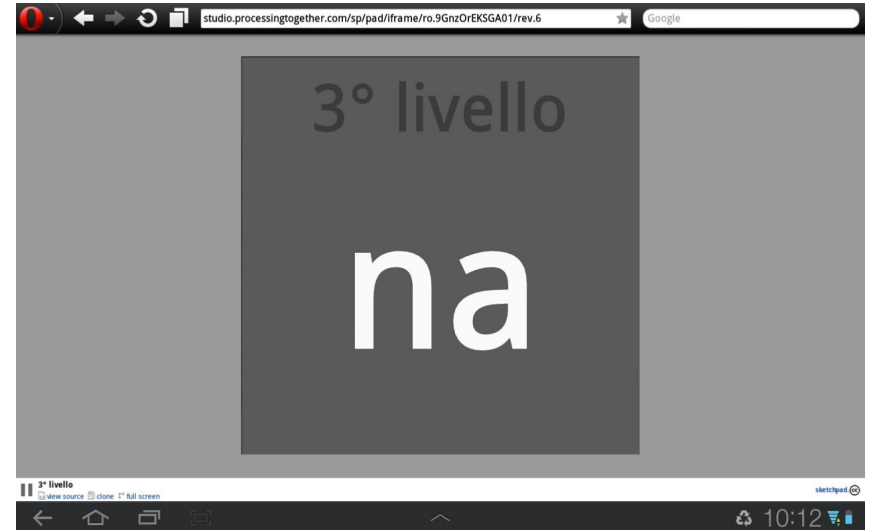 studio.processingtogether.com/sp/pad/iframe/ro.9GnzOrEKSGA01/rev.6
Google
3° livello
na
3° livello
view source clone full screen
sketchpad.cc
10:12